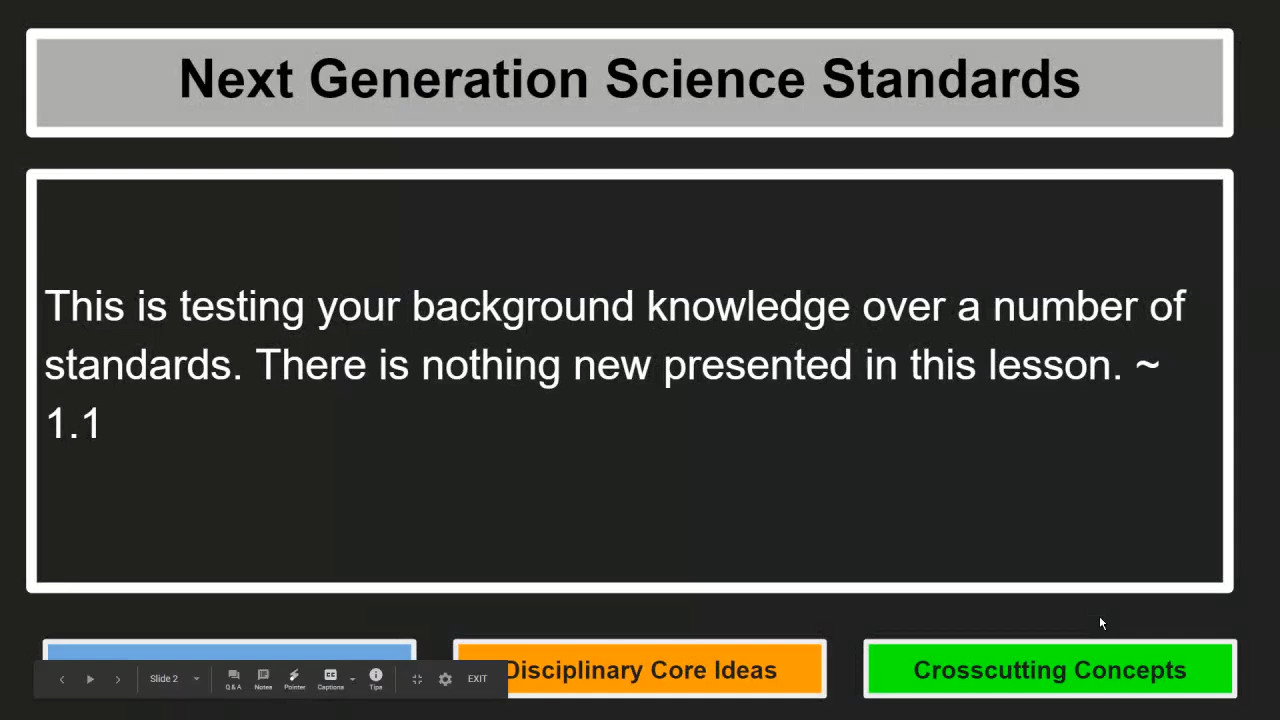 Next Generation Science Standards
This is testing your background knowledge over a number of
standards. There is nothing new presented in this lesson. ~
1.1
Disciplinary Core Ideas
Crosscutting Concepts
Slide 2
Q & A
Notes
Pointer
CC
Captions
Tips
EXIT